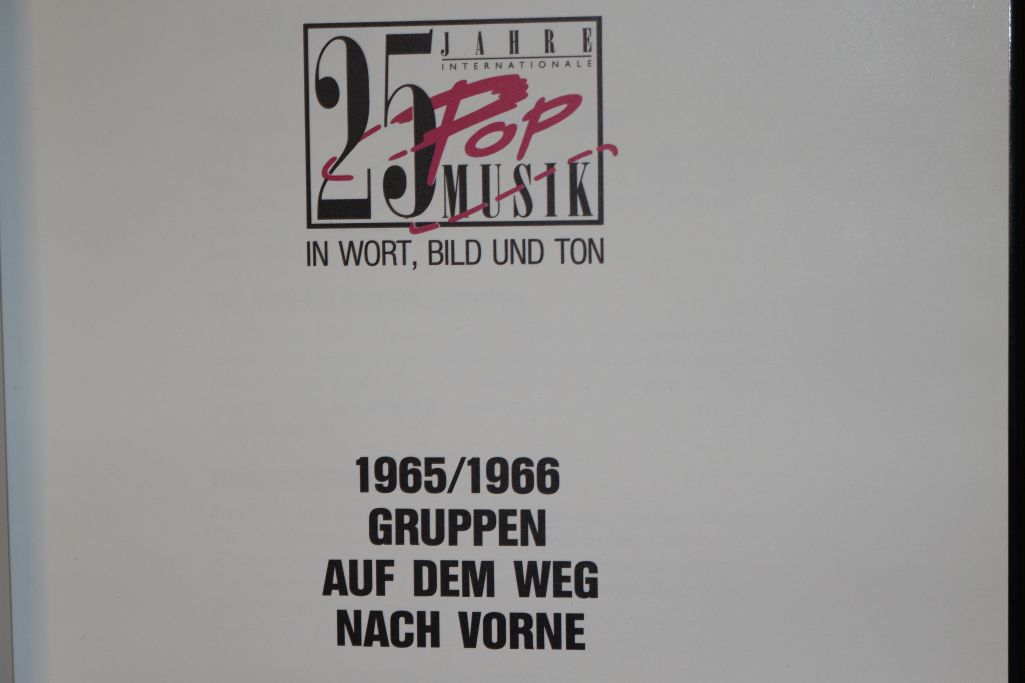 25 JAHRE
INTERNATIONALE
Pop
MUSIK
IN WORT, BILD UND TON
1965/1966
GRUPPEN
AUF DEM WEG
NACH VORNE